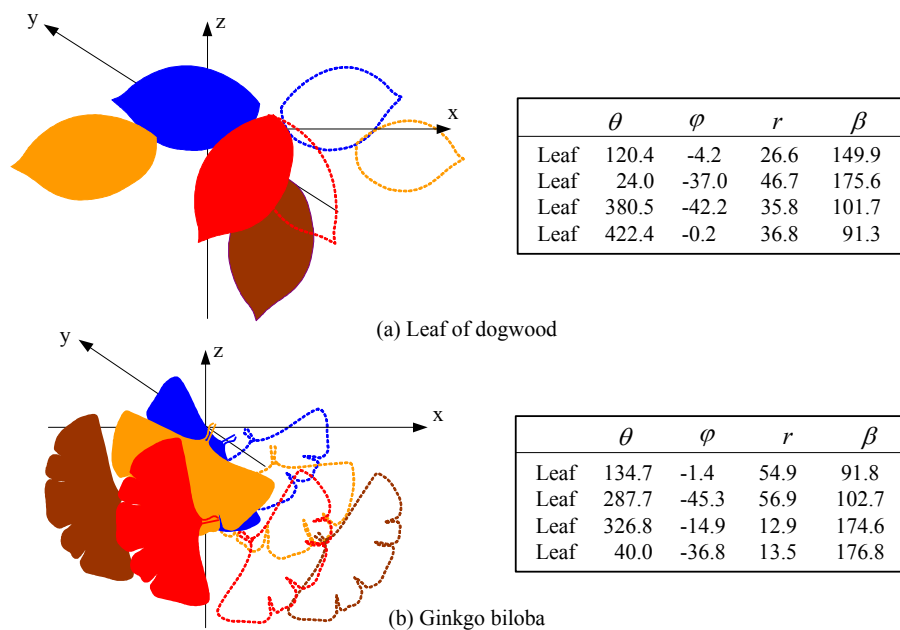 y
z
x
θ φ r β
Leaf 120.4 -4.2 26.6 149.9
Leaf 24.0 -37.0 46.7 175.6
Leaf 380.5 -42.2 35.8 101.7
Leaf 422.4 -0.2 36.8 91.3
(a) Leaf of dogwood
y
z
x
θ φ r β
Leaf 134.7 -1.4 54.9 91.8
Leaf 287.7 -45.3 56.9 102.7
Leaf 326.8 -14.9 12.9 174.6
Leaf 40.0 -36.8 13.5 176.8
(b) Ginkgo biloba